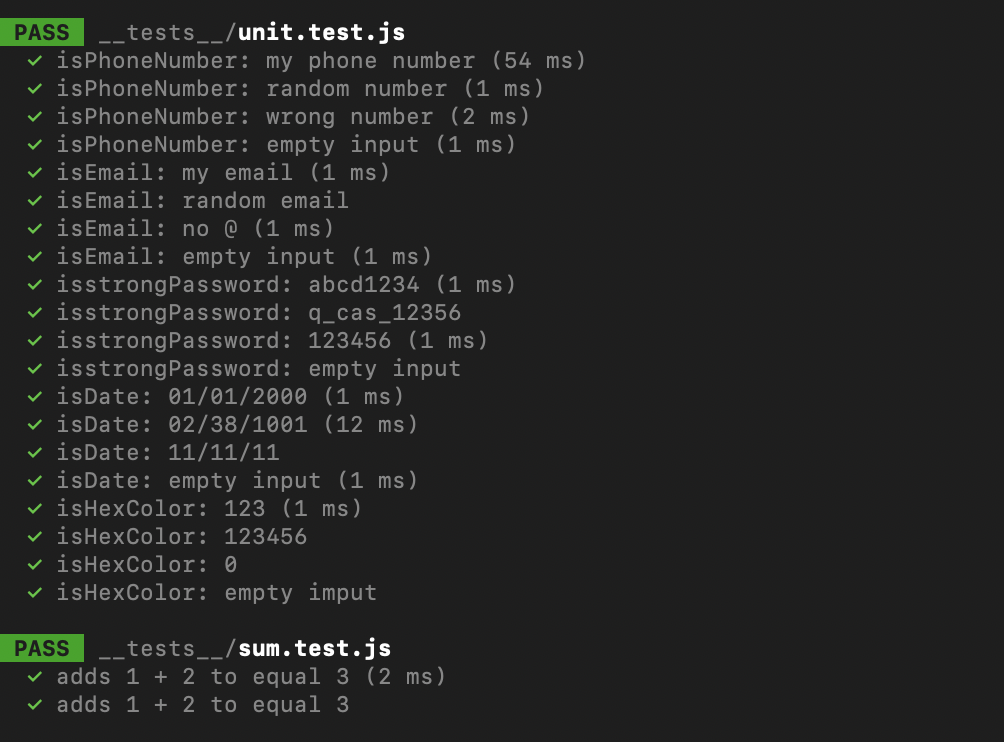 PASS __tests__/unit.test.js
✓ isPhoneNumber: my phone number (54 ms)
✓ isPhoneNumber: random number (1 ms)
✓ isPhoneNumber: wrong number (2 ms)
✓ isPhoneNumber: empty input (1 ms)
✓ isEmail: my email (1 ms)
✓ isEmail: random email
✓ isEmail: no @ (1 ms)
✓ isEmail: empty input (1 ms)
✓ isstrongPassword: abcd1234 (1 ms)
✓ isstrongPassword: q_cas_12356
✓ isstrongPassword: 123456 (1 ms)
✓ isstrongPassword: empty input
✓ isDate: 01/01/2000 (1 ms)
✓ isDate: 02/38/1001 (12 ms)
✓ isDate: 11/11/11
✓ isDate: empty input (1 ms)
✓ isHexColor: 123 (1 ms)
✓ isHexColor: 123456
✓ isHexColor: 0
✓ isHexColor: empty imput
PASS __tests__/sum.test.js
✓ adds 1 + 2 to equal 3 (2 ms)
✓ adds 1 + 2 to equal 3